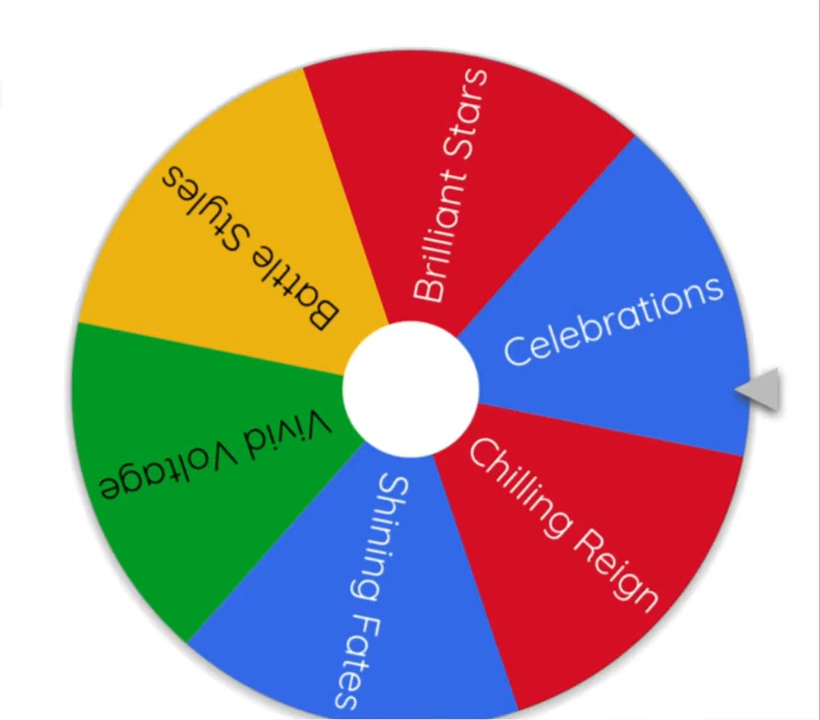 Brilliant Stars
Celebrations
Chilling Reign
Shining Fates
Vivid Voltage
Battle Styles